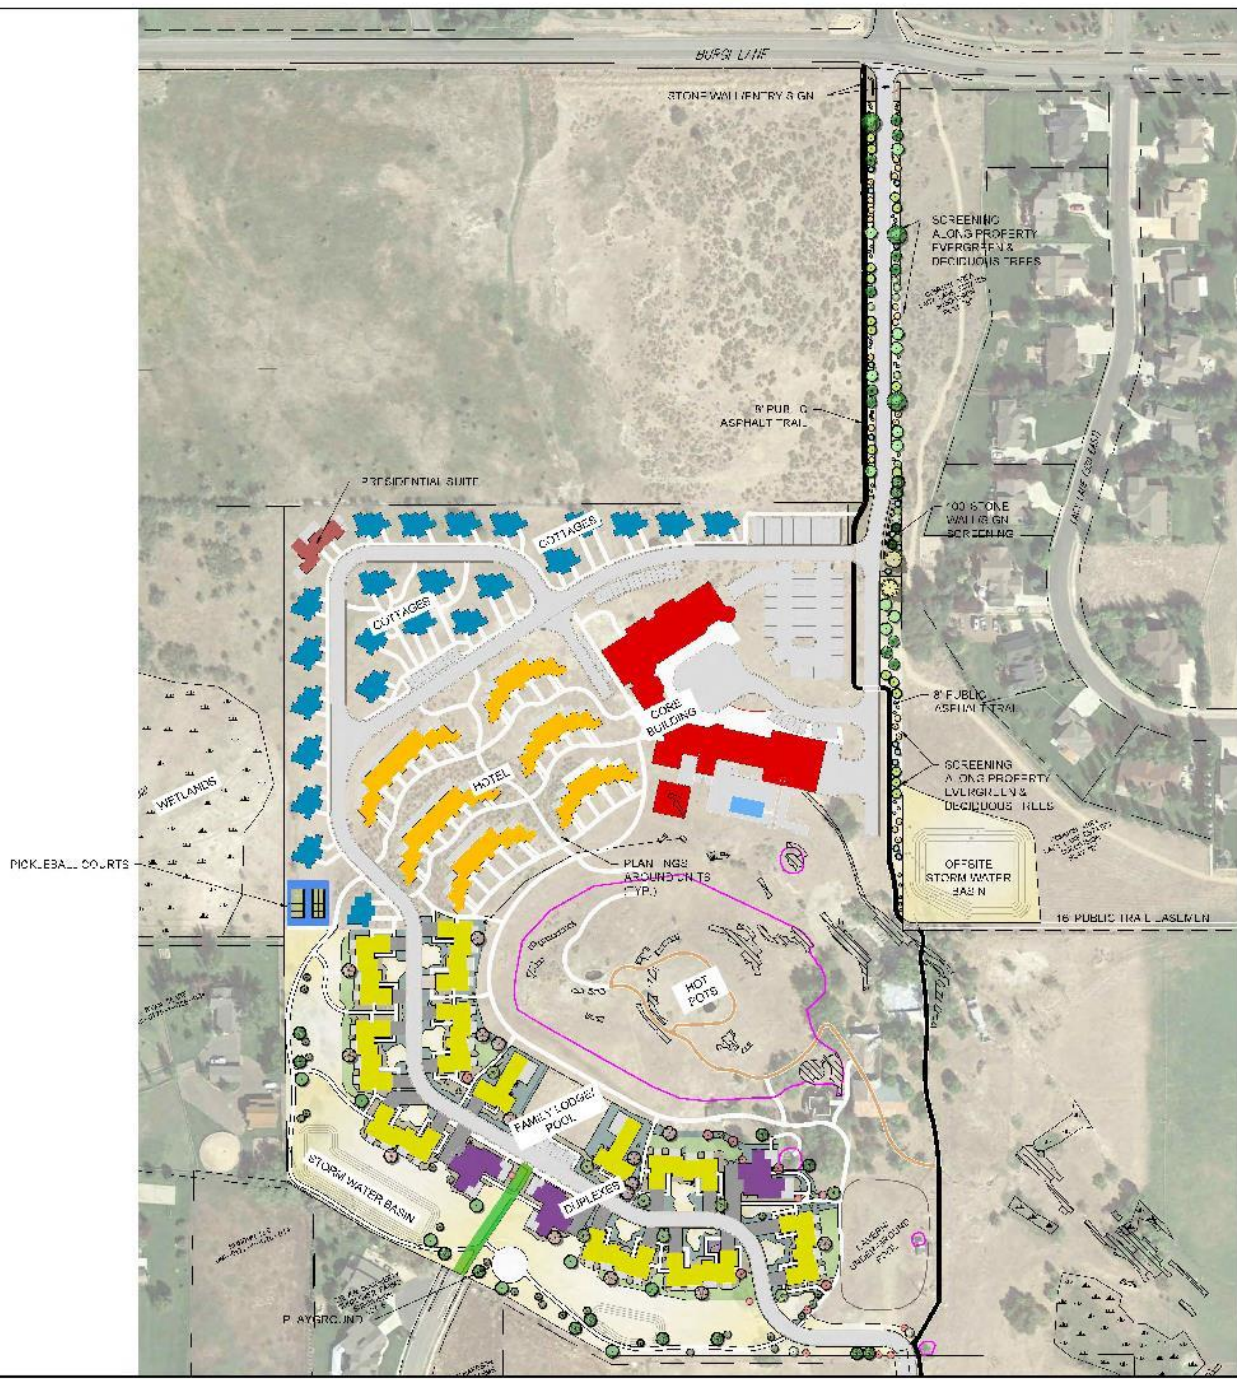 BURGI LANE
STONE WALL/ENTRY SIGN
SCREENING
ALONG PROPERTY
EVERGREEN &
DECIDUOUS TREES
8' PUBLIC
ASPHALT TRAIL
PRESIDENTIAL SUITE
COTTAGES
100' STONE
WALL/SIGN
SCREENING
COTTAGES
CORE
BUILDING
8' PUBLIC
ASPHALT TRAIL
HOTEL
WETLANDS
SCREENING
ALONG PROPERTY
EVERGREEN &
DECIDUOUS TREES
PICKLEBALL COURTS
PLANTINGS
AROUND UNITS
(TYP.)
OFFSITE
STORM WATER
BASIN
16' PUBLIC TRAIL EASEMEN
HOT
POTS
FAMILY LODGE/
POOL
STORM WATER BASIN
DUPLEXES
UNDERGROUND
POOL
PLAYGROUND